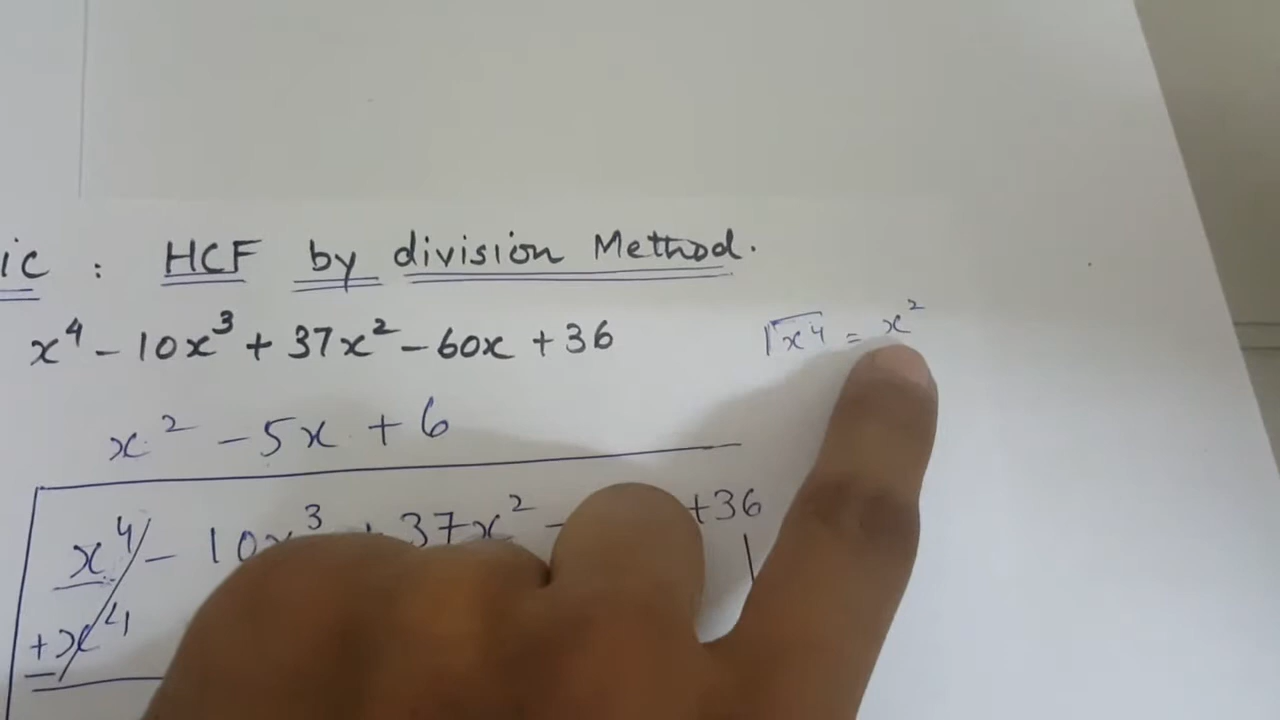 ic : HCF by division Method.
x⁴ - 10x³ + 37x² - 60x + 36
√x⁴ = x²
x² - 5x + 6
x⁴ - 10x³ + 37x² - +36
+x⁴
-